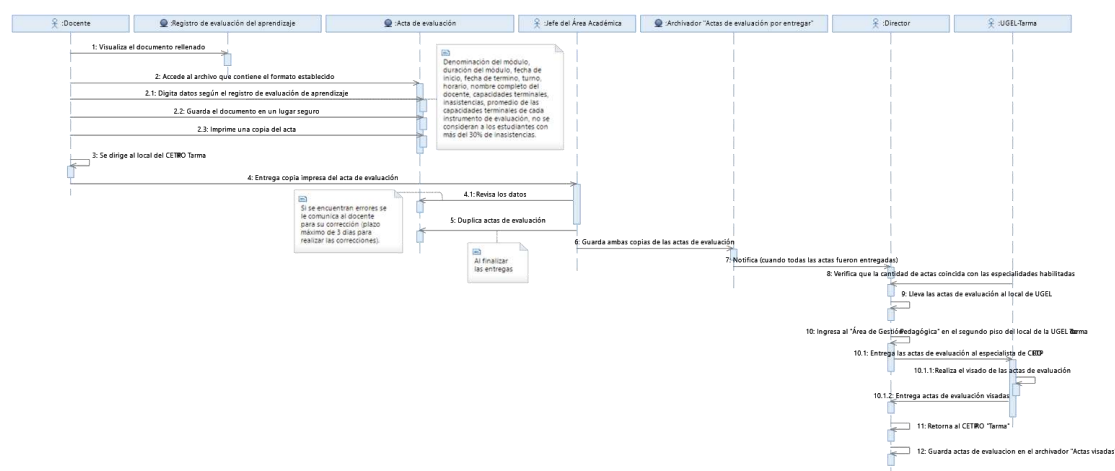 :Docente
:Registro de evaluación del aprendizaje
:Acta de evaluación
:Jefe del Área Académica
:Archivador "Actas de evaluación por entregar"
:Director
:UGEL-Tarma
1: Visualiza el documento rellenado
2: Accede al archivo que contiene el formato establecido
2.1: Digita datos según el registro de evaluación de aprendizaje
2.2: Guarda el documento en un lugar seguro
2.3: Imprime una copia del acta
Denominación del módulo,
duración del módulo, fecha de
inicio, fecha de termino, turno,
horario, nombre completo del
docente, capacidades terminales,
inasistencias, promedio de las
capacidades terminales de cada
instrumento de evaluación, no se
consideran a los estudiantes con
más del 30% de inasistencias.
3: Se dirige al local del CETPRO Tarma
4: Entrega copia impresa del acta de evaluación
4.1: Revisa los datos
Si se encuentran errores se
le comunica al docente
para su corrección (plazo
máximo de 3 días para
realizar las correcciones).
5: Duplica actas de evaluación
Al finalizar
las entregas
6: Guarda ambas copias de las actas de evaluación
7: Notifica (cuando todas las actas fueron entregadas)
8: Verifica que la cantidad de actas coincida con las especialidades habilitadas
9: Lleva las actas de evaluación al local de UGEL
10: Ingresa al "Área de Gestión Pedagógica" en el segundo piso del local de la UGEL Tarma
10.1: Entrega las actas de evaluación al especialista de
10.1.1:Realiza el visado de las actas de evaluación
10.1.2: Entrega actas de evaluación visadas
11: Retorna al CETPRO "Tarma"
12: Guarda actas de evaluacion en el archivador "Actas visadas